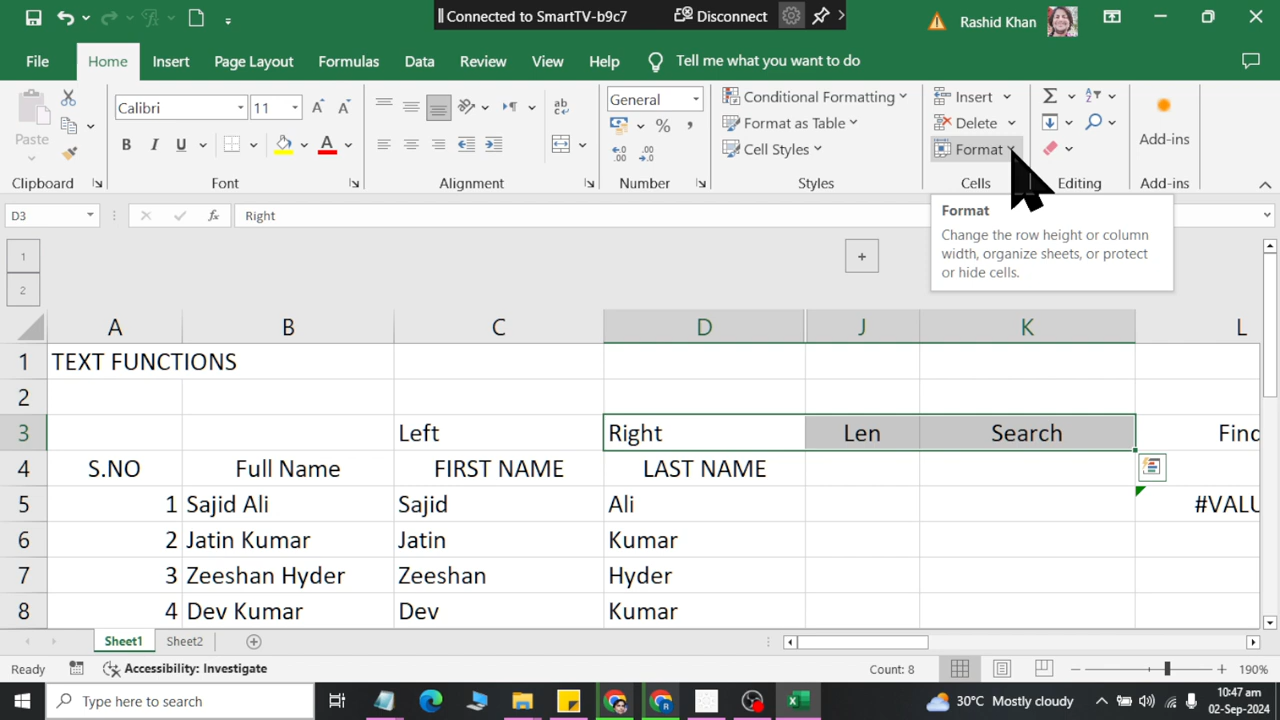 Connected to SmartTV-b9c7 Disconnect
Rashid Khan
File Home Insert Page Layout Formulas Data Review View Help Tell me what you want to do
Paste
Calibri 11
B I U A
General
%
Conditional Formatting
Format as Table
Cell Styles
Insert
Delete
Format
Add-ins
Clipboard Font Alignment Number Styles Cells Editing Add-ins
D3 fx Right
Format
Change the row height or column
width, organize sheets, or protect
or hide cells.
1
2
A B C D J K L
1 TEXT FUNCTIONS
2
3 Left Right Len Search Find
4 S.NO Full Name FIRST NAME LAST NAME
5 1 Sajid Ali Sajid Ali #VALU
6 2 Jatin Kumar Jatin Kumar
7 3 Zeeshan Hyder Zeeshan Hyder
8 4 Dev Kumar Dev Kumar
Sheet1 Sheet2
Ready Accessibility: Investigate Count: 8 190%
Type here to search
30°C Mostly cloudy
10:47 am
02-Sep-2024